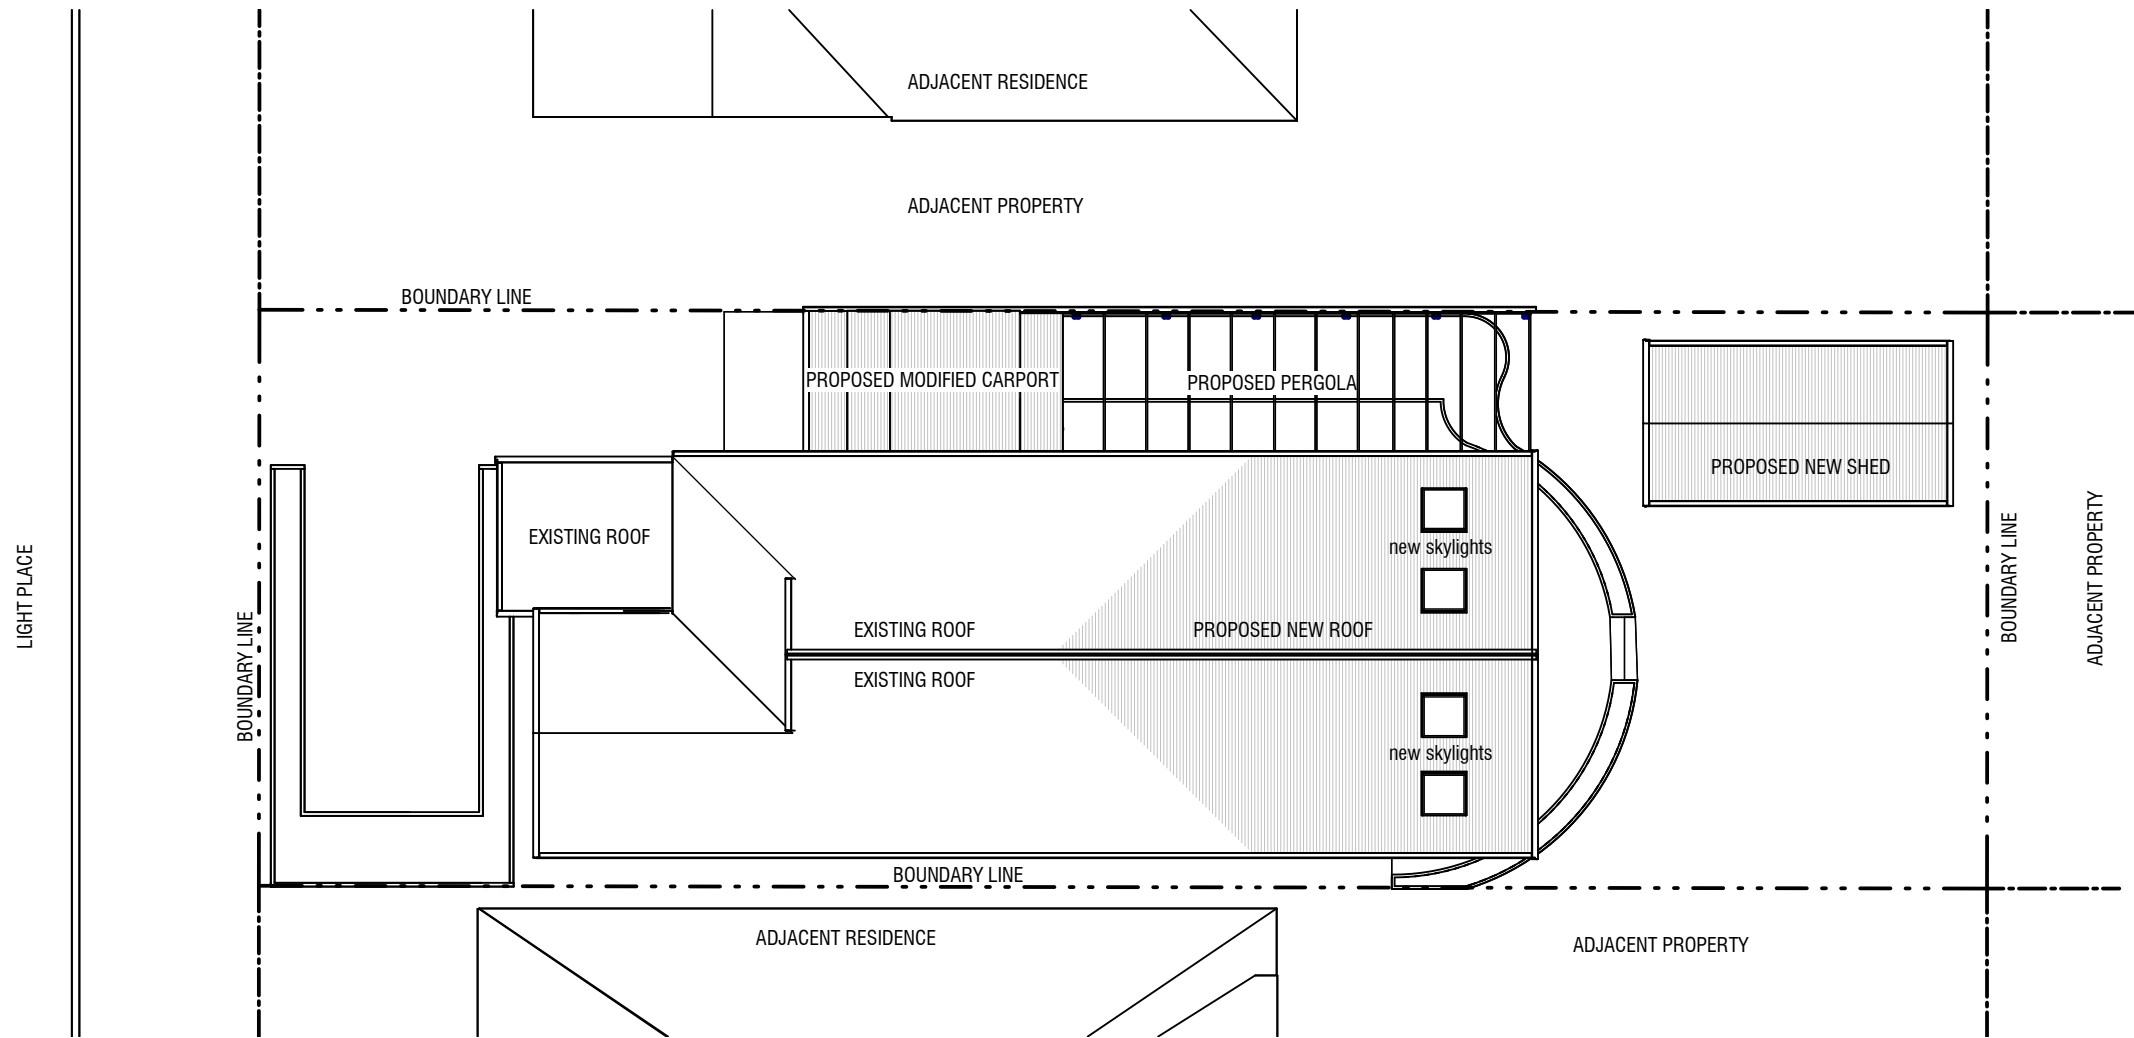 ADJACENT RESIDENCE
ADJACENT PROPERTY
BOUNDARY LINE
PROPOSED MODIFIED CARPORT
PROPOSED PERGOLA
PROPOSED NEW SHED
EXISTING ROOF
new skylights
LIGHT PLACE
BOUNDARY LINE
EXISTING ROOF
PROPOSED NEW ROOF
EXISTING ROOF
new skylights
BOUNDARY LINE
ADJACENT PROPERTY
BOUNDARY LINE
ADJACENT RESIDENCE
ADJACENT PROPERTY